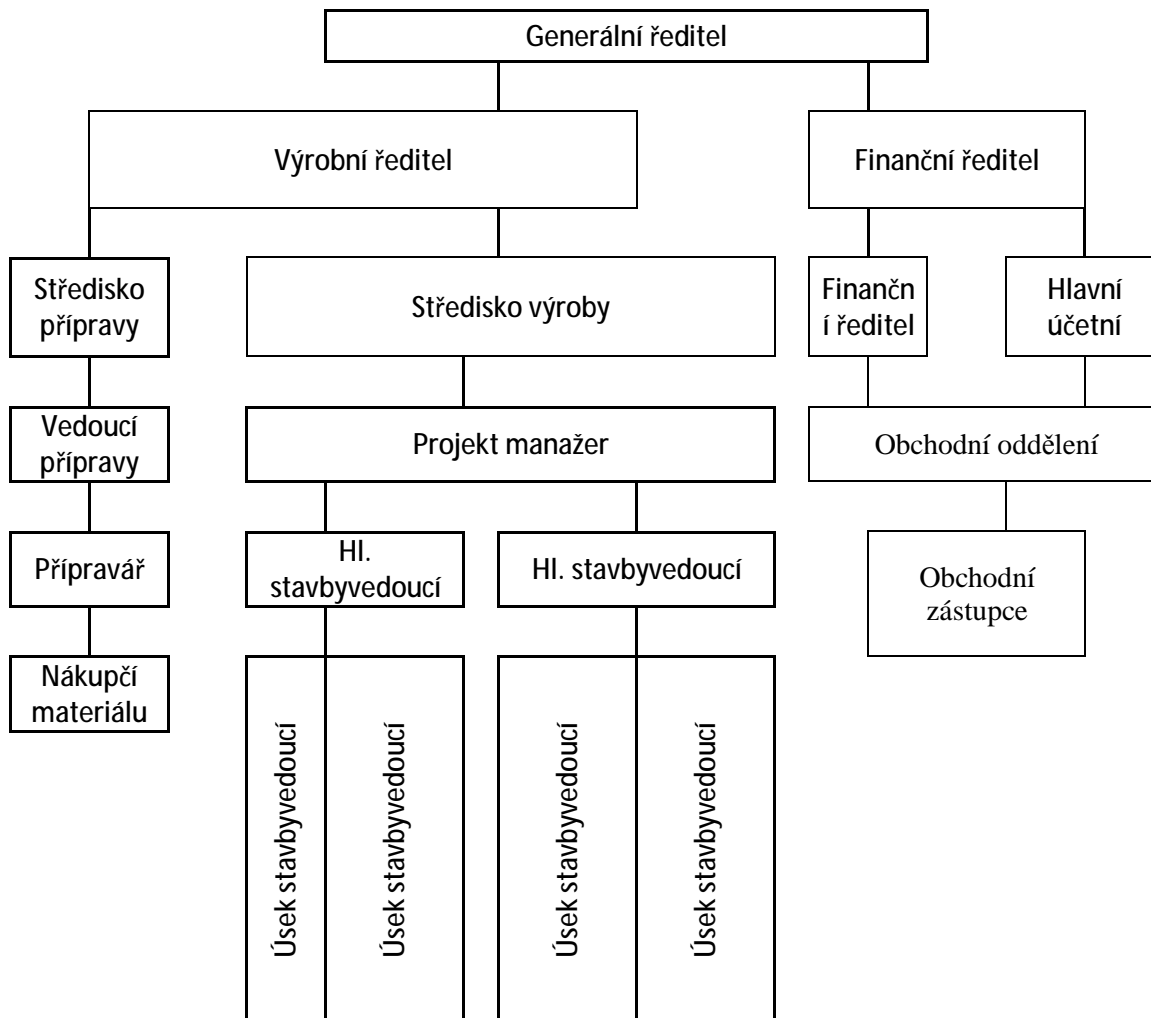 Generální ředitel
Výrobní ředitel
Finanční ředitel
Středisko
přípravy
Středisko výroby
Finančn
í ředitel
Hlavní
účetní
Vedoucí
přípravy
Projekt manažer
Obchodní oddělení
Přípravář
Hl.
stavbyvedoucí
Hl. stavbyvedoucí
Obchodní
zástupce
Nákupčí
materiálu
Úsek stavbyvedoucí
Úsek stavbyvedoucí
Úsek stavbyvedoucí
Úsek stavbyvedoucí